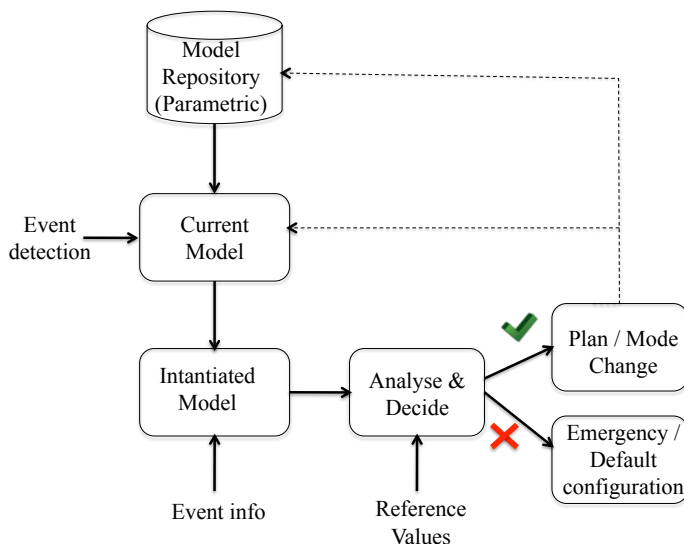 Model
Repository
(Parametric)
Event
detection
Current
Model
Intantiated
Model
Analyse &
Decide
Plan / Mode
Change
Emergency /
Default
configuration
Event info
Reference
Values